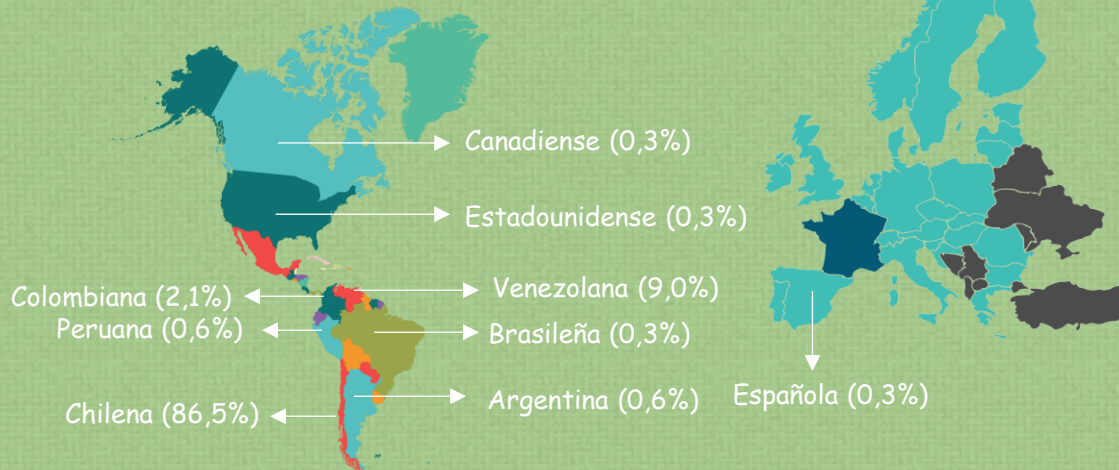 Canadiense (0,3%)
Estadounidense (0,3%)
Venezolana (9,0%)
Colombiana (2,1%)
Peruana (0,6%)
Brasileña (0,3%)
Argentina (0,6%)
Española (0,3%)
Chilena (86,5%)